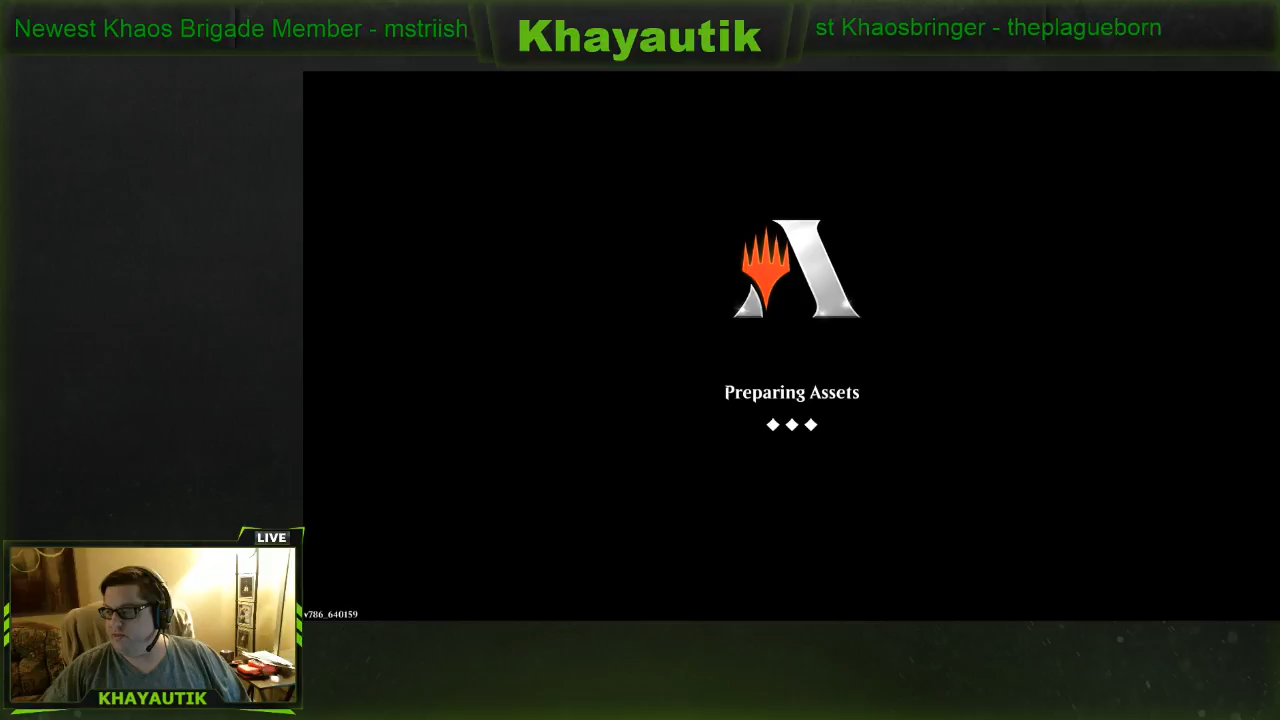 Newest Khaos Brigade Member - mstriish
Khayautik
st Khaosbringer - theplagueborn
Preparing Assets
LIVE
v786_640159
KHAYAUTIK